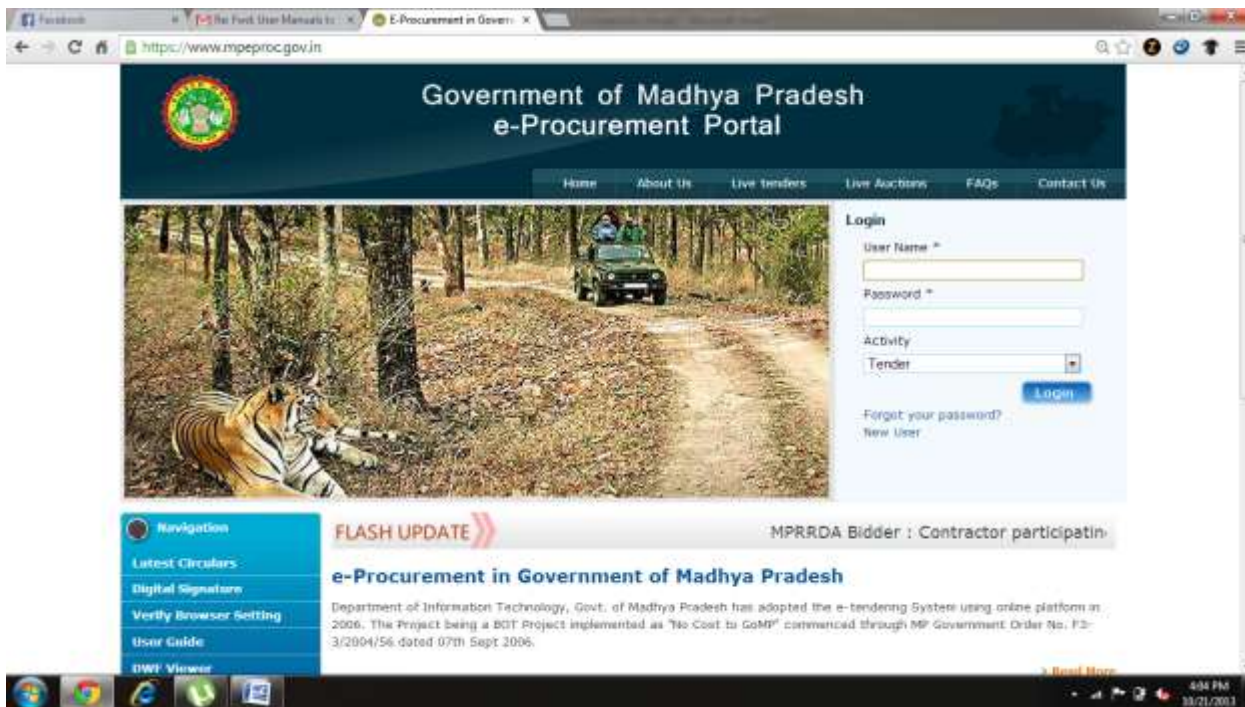 Facebook
E-Procurement in Govern
https://www.mpeproc.gov.in
Government of Madhya Pradesh
e-Procurement Portal
Home About Us Live tenders Live Auctions FAQs Contact Us
Login
User Name *
Password *
Activity
Tender
Login
Forgot your password?
New User
Navigation
Latest Circulars
Digital Signature
Verify Browser Setting
User Guide
DWF Viewer
FLASH UPDATE
MPRRDA Bidder : Contractor participatin
e-Procurement in Government of Madhya Pradesh
Department of Information Technology, Govt. of Madhya Pradesh has adopted the e-tendering System using online platform in
2006. The Project being a BOT Project implemented as "No Cost to GoMP" commenced through MP Government Order No. F3-
3/2004/56 dated 07th Sept 2006.
> Read More
4:04 PM
10/21/2013